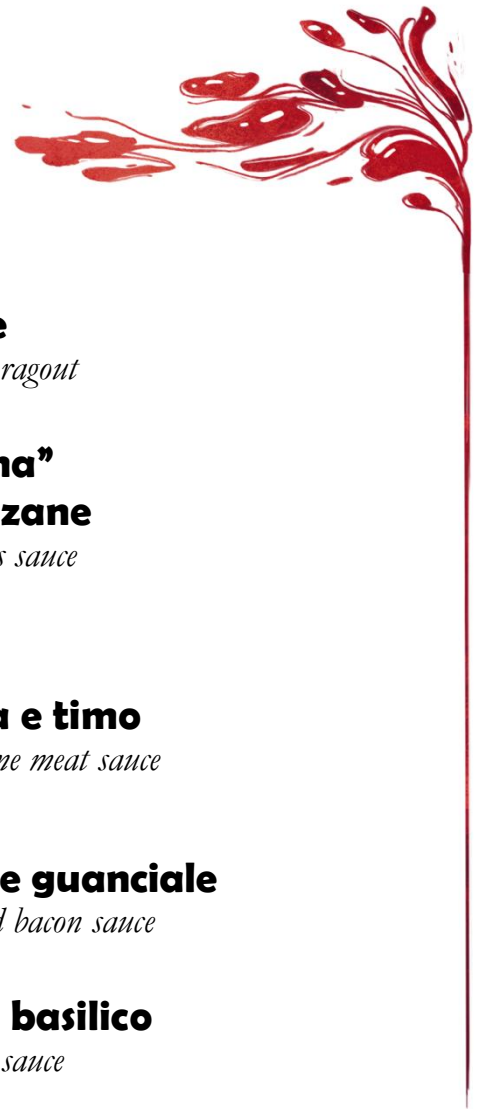 e
ragout
na”
zane
s sauce
a e timo
ne meat sauce
e guanciale
d bacon sauce
basilico
sauce